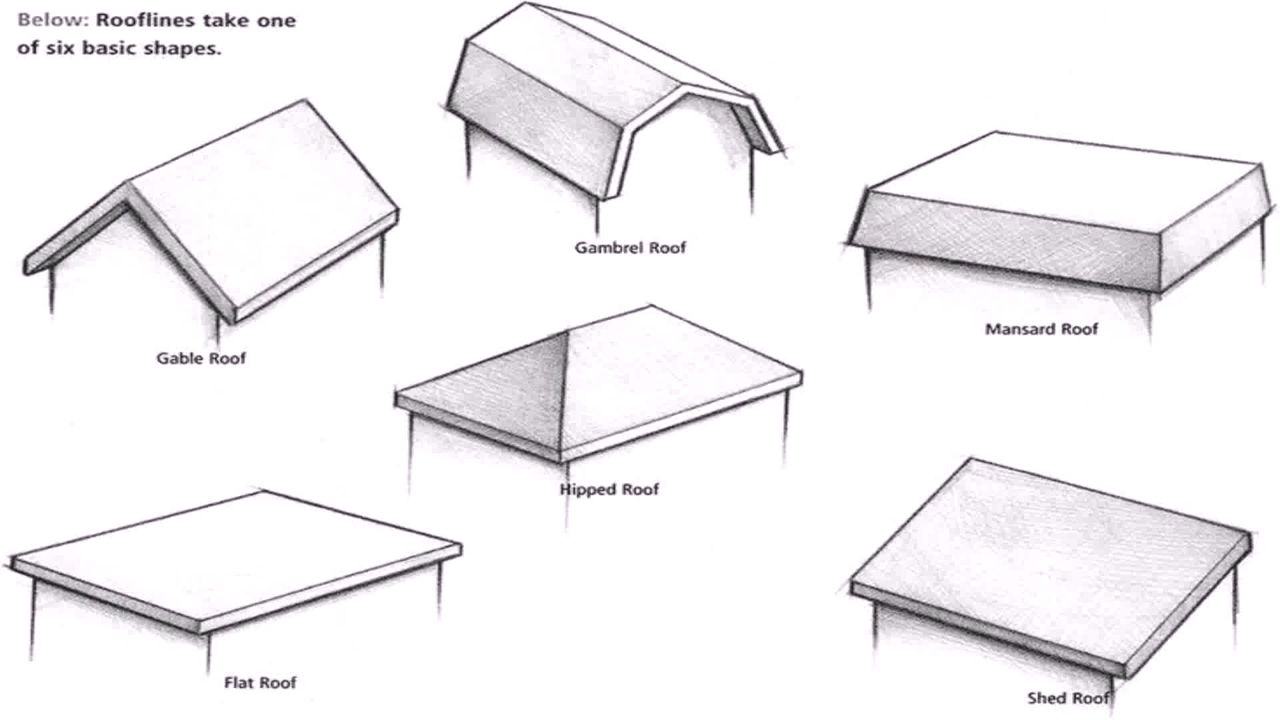 Below: Rooflines take one
of six basic shapes.
Gambrel Roof
Mansard Roof
Gable Roof
Hipped Roof
Flat Roof
Shed Roof